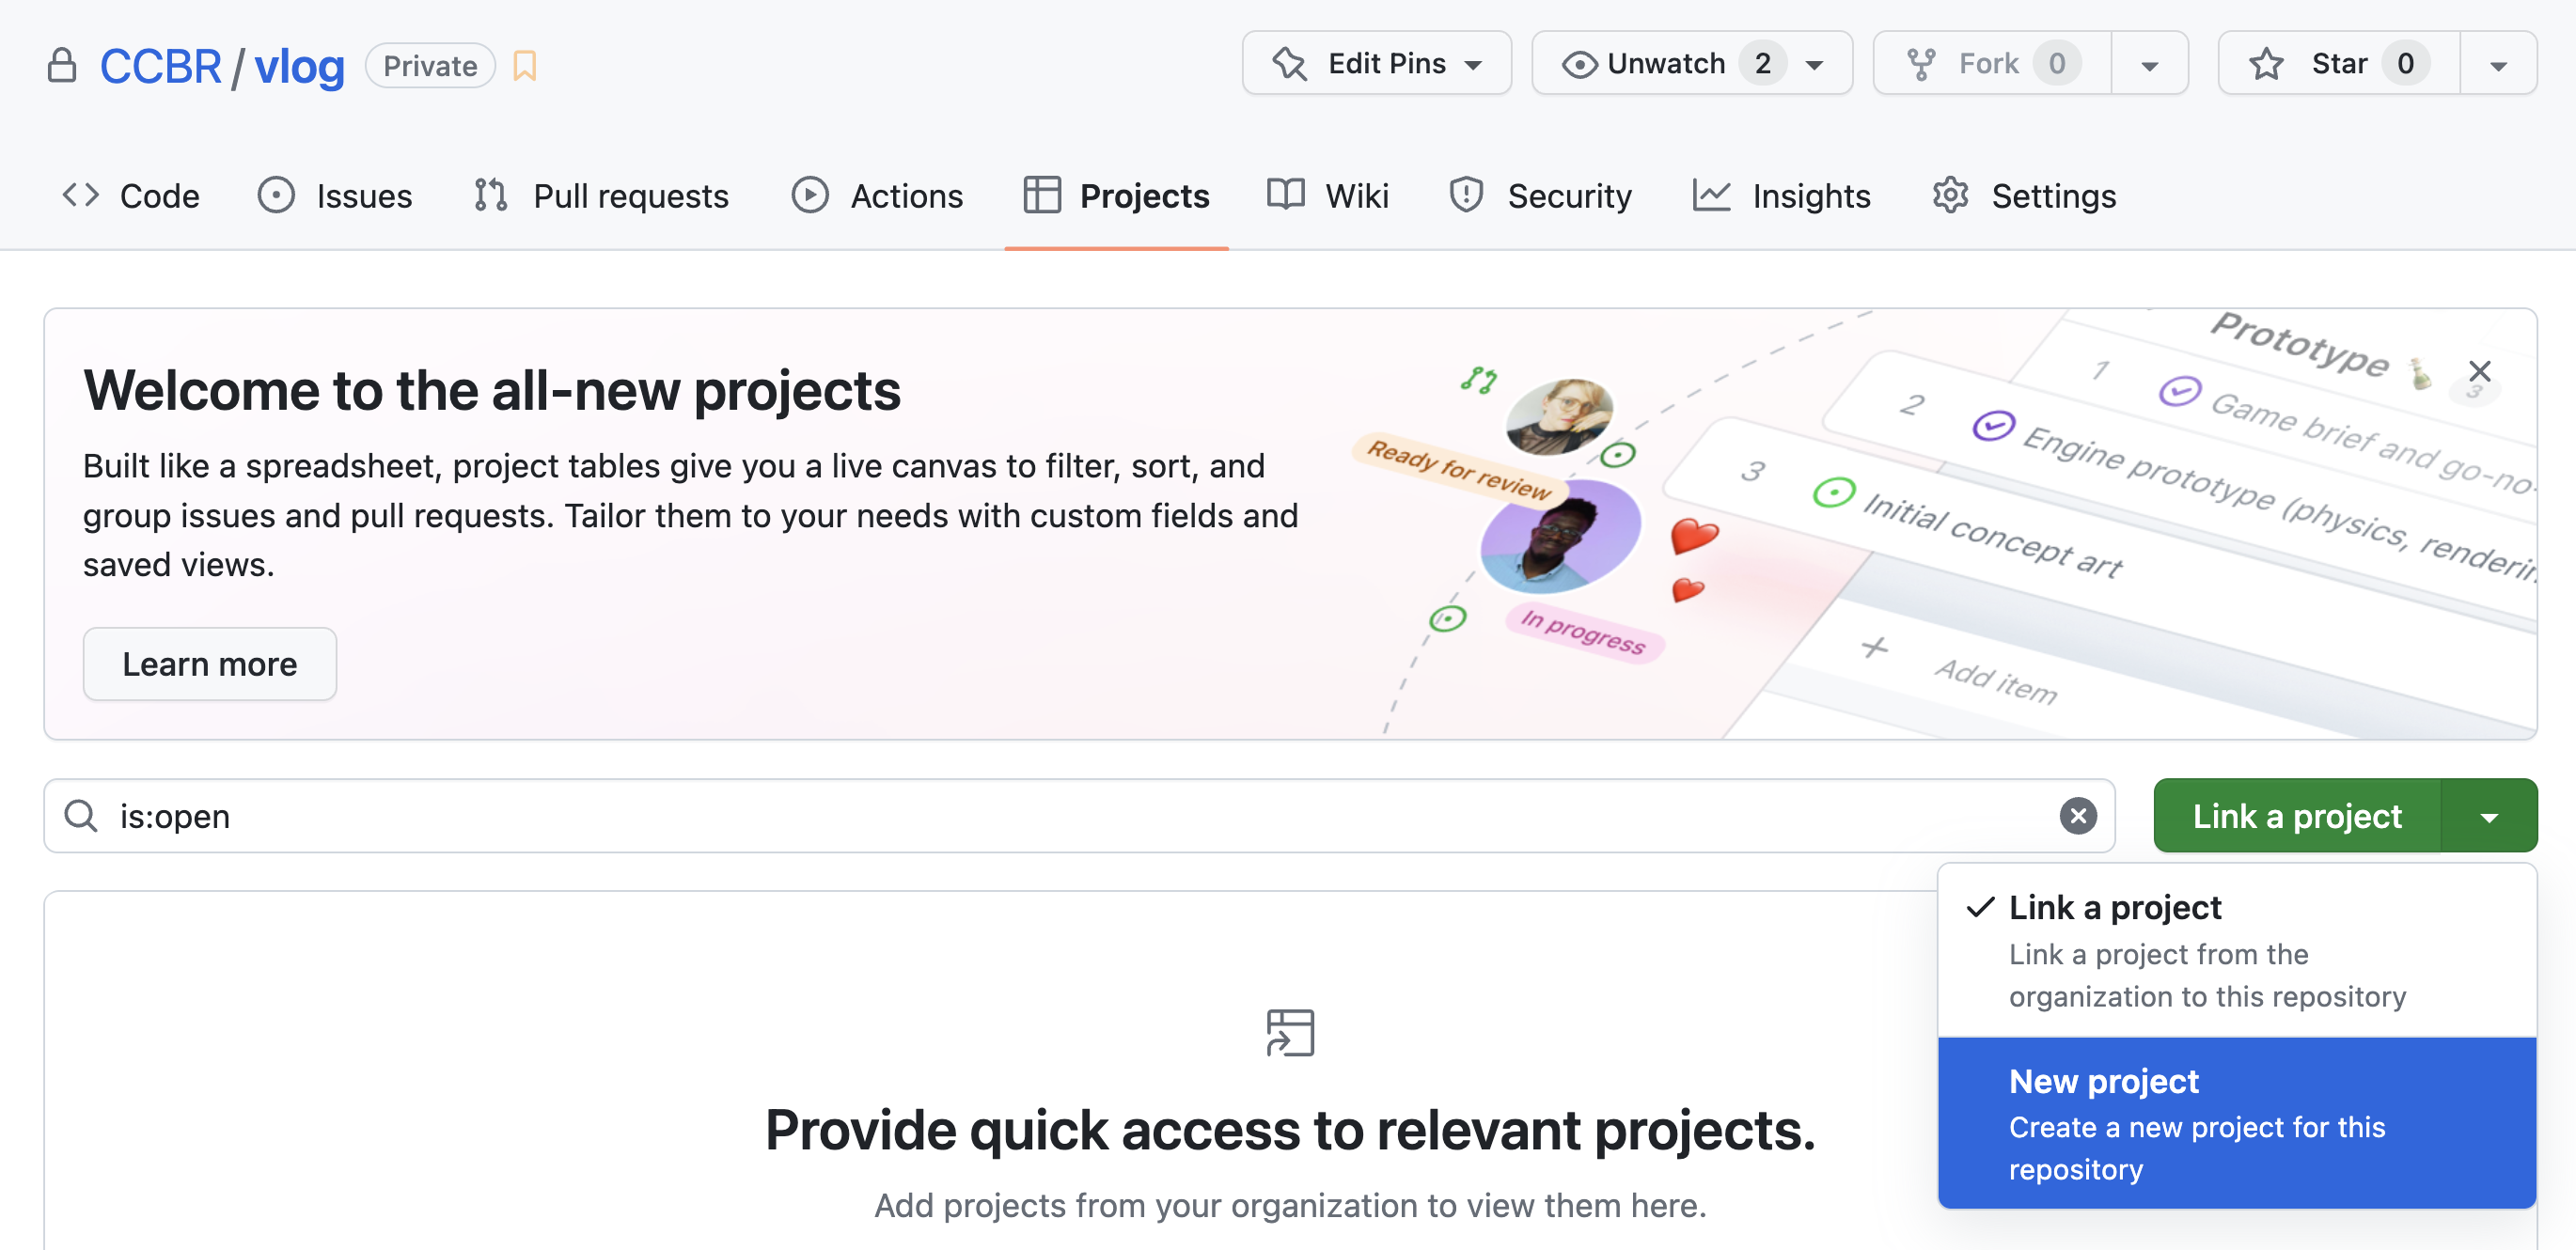 CCBR / vlog Private
Edit Pins
Unwatch 2
Fork 0
Star 0
Code
Issues
Pull requests
Actions
Projects
Wiki
Security
Insights
Settings
Welcome to the all-new projects
Built like a spreadsheet, project tables give you a live canvas to filter, sort, and
group issues and pull requests. Tailor them to your needs with custom fields and
saved views.
Learn more
Ready for review
In progress
Prototype 3
1 Game brief and go-no-
2 Engine prototype (physics, renderin
3 Initial concept art
+ Add item
is:open
Link a project
Link a project
Link a project from the
organization to this repository
New project
Create a new project for this
repository
Provide quick access to relevant projects.
Add projects from your organization to view them here.